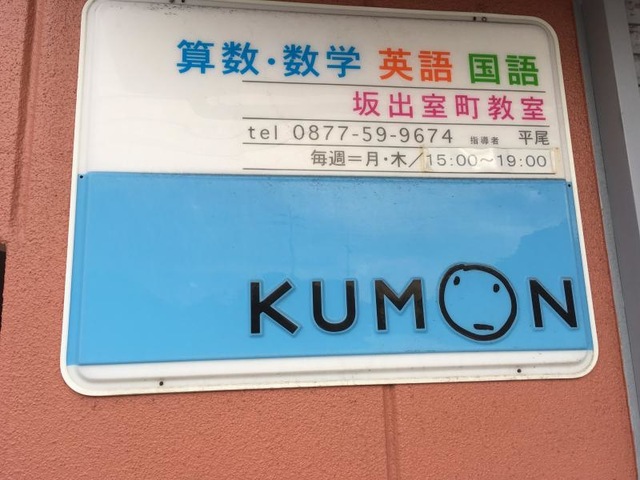 算数・数学 英語 国語
坂出室町教室
tel 0877-59-9674 指導者 平尾
毎週=月・木/15:00〜19:00
KUMON